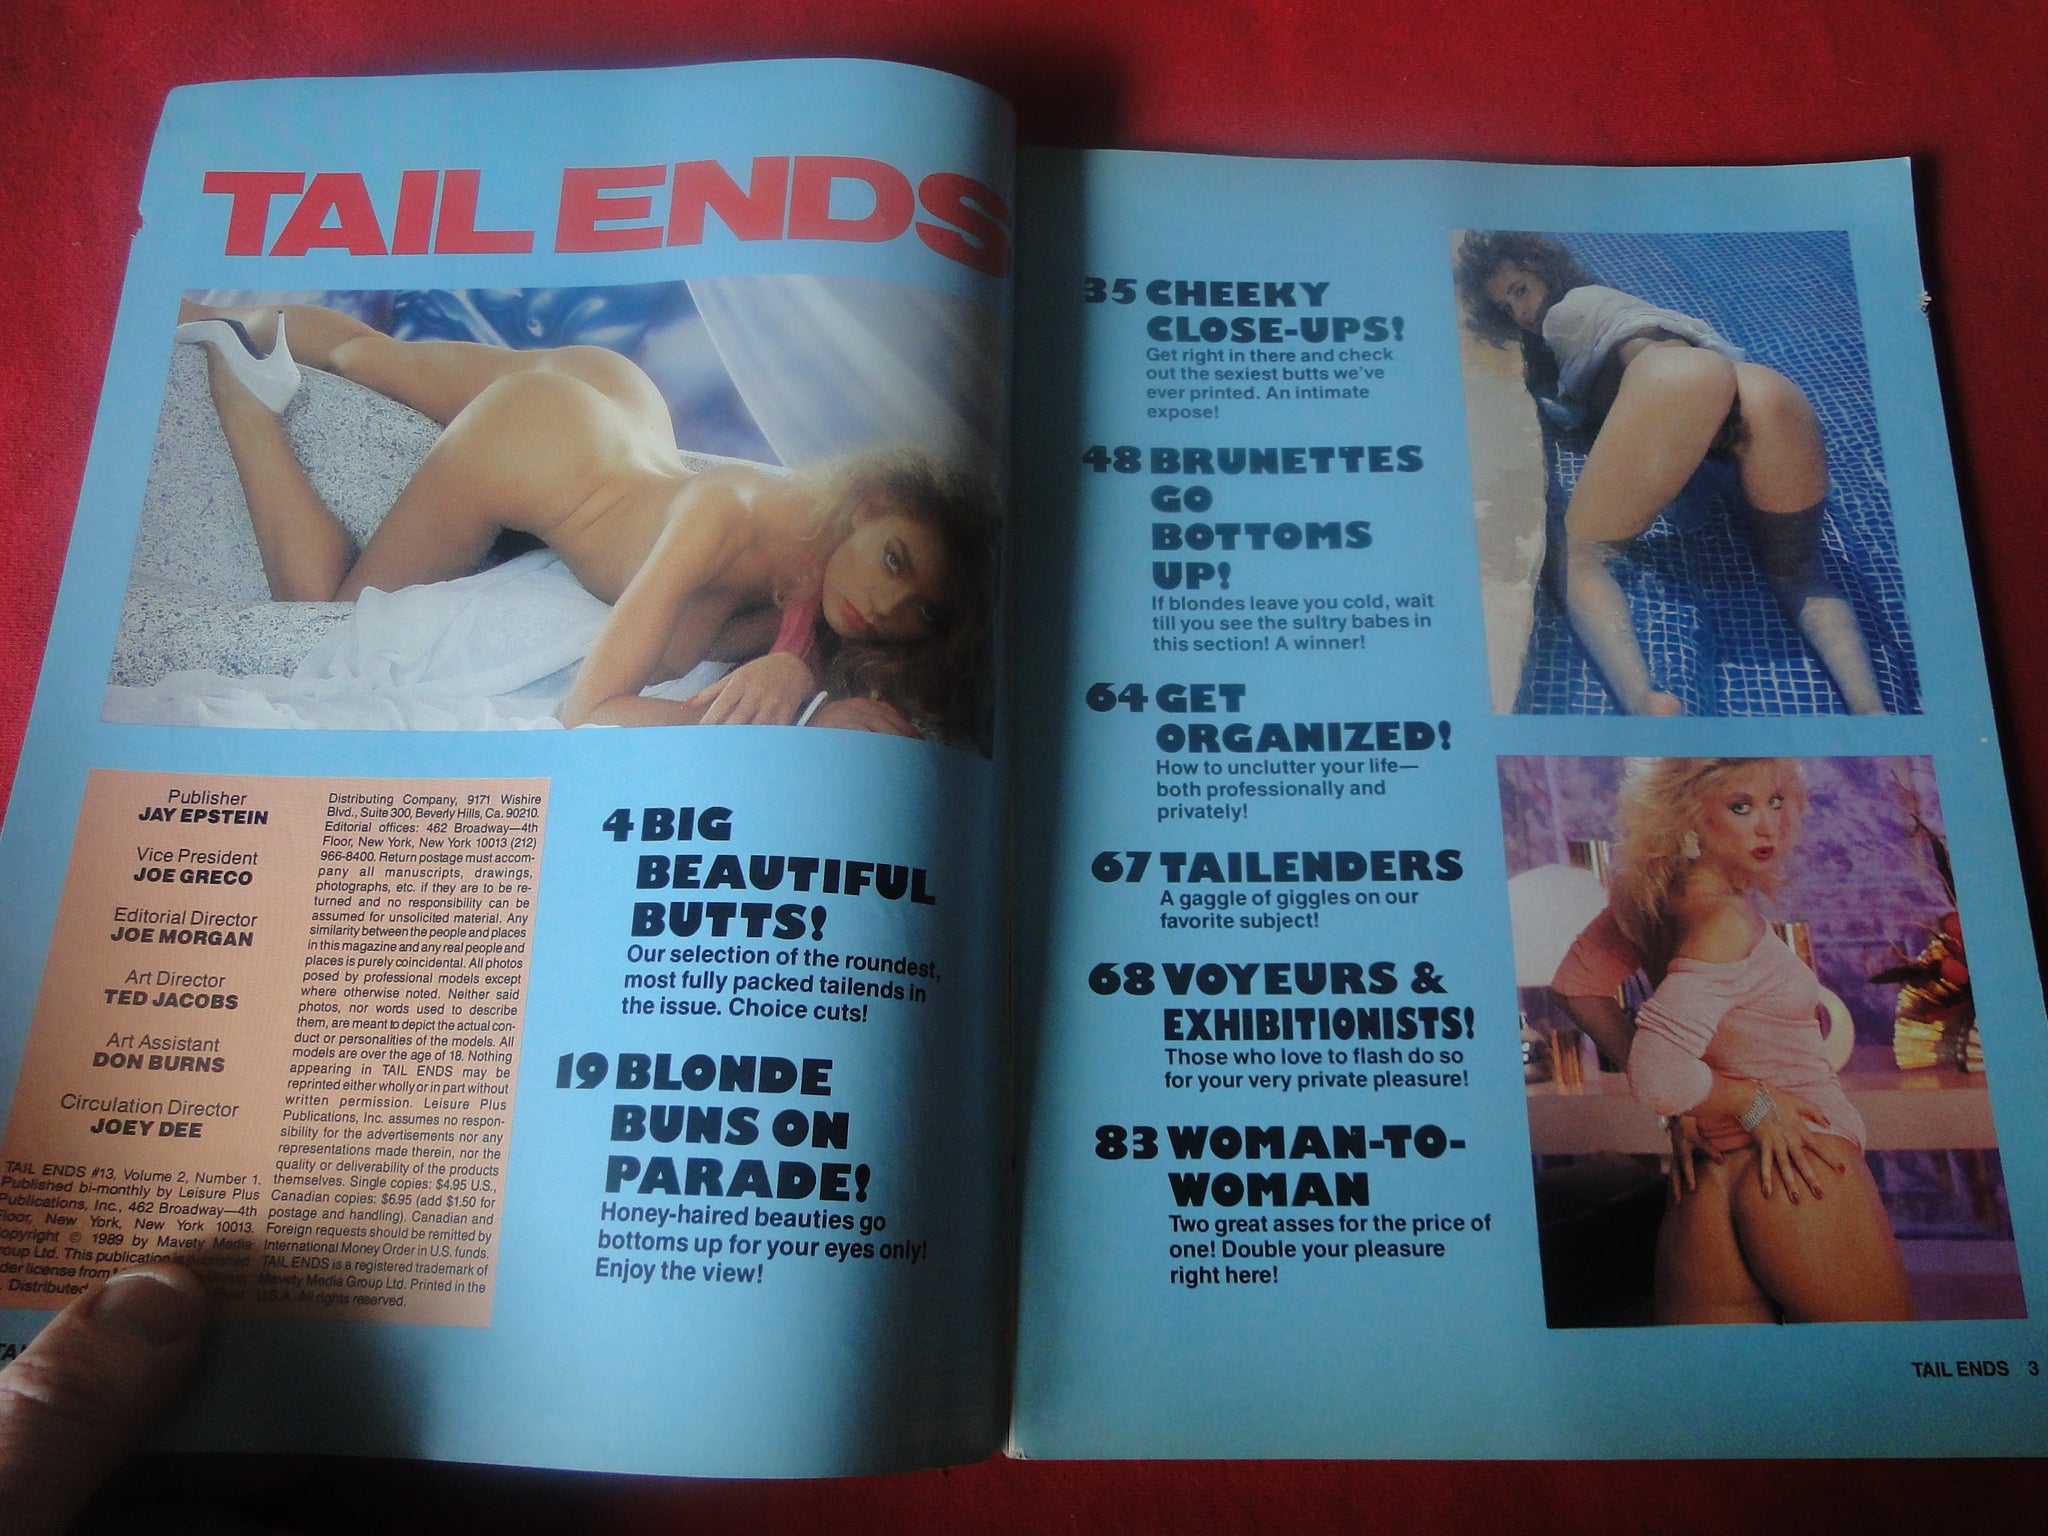 TAIL ENDS
Publisher
JAY EPSTEIN
Vice President
JOE GRECO
Editorial Director
JOE MORGAN
Art Director
TED JACOBS
Art Assistant
DON BURNS
Circulation Director
JOEY DEE
TAIL ENDS #13, Volume 2, Number 1.
Published bi-monthly by Leisure Plus
Publications, Inc., 462 Broadway—4th
Floor, New York, New York 10013.
Copyright © 1989 by Mavety Media
Group Ltd. This publication is published
under license from
Distributed
Distributing Company, 9171 Wishire
Blvd., Suite 300, Beverly Hills, Ca. 90210.
Editorial offices: 462 Broadway—4th
Floor, New York, New York 10013 (212)
966-8400. Return postage must accom-
pany all manuscripts, drawings,
photographs, etc. if they are to be re-
turned and no responsibility can be
assumed for unsolicited material. Any
similarity between the people and places
in this magazine and any real people and
places is purely coincidental. All photos
posed by professional models except
where otherwise noted. Neither said
photos, nor words used to describe
them, are meant to depict the actual con-
duct or personalities of the models. All
models are over the age of 18. Nothing
appearing in TAIL ENDS may be
reprinted either wholly or in part without
written permission. Leisure Plus
Publications, Inc. assumes no respon-
sibility for the advertisements nor any
representations made therein, nor the
quality or deliverability of the products
themselves. Single copies: $4.95 U.S.,
Canadian copies: $6.95 (add $1.50 for
postage and handling). Canadian and
Foreign requests should be remitted by
International Money Order in U.S. funds.
TAIL ENDS is a registered trademark of
Mavety Media Group Ltd. Printed in the
U.S.A. All rights reserved.
4 BIG
BEAUTIFUL
BUTTS!
Our selection of the roundest,
most fully packed tailends in
the issue. Choice cuts!
19 BLONDE
BUNS ON
PARADE!
Honey-haired beauties go
bottoms up for your eyes only!
Enjoy the view!
35 CHEEKY
CLOSE-UPS!
Get right in there and check
out the sexiest butts we've
ever printed. An intimate
expose!
48 BRUNETTES
GO
BOTTOMS
UP!
If blondes leave you cold, wait
till you see the sultry babes in
this section! A winner!
64 GET
ORGANIZED!
How to unclutter your life—
both professionally and
privately!
67 TAILENDERS
A gaggle of giggles on our
favorite subject!
68 VOYEURS &
EXHIBITIONISTS!
Those who love to flash do so
for your very private pleasure!
83 WOMAN-TO-
WOMAN
Two great asses for the price of
one! Double your pleasure
right here!
TAIL ENDS 3